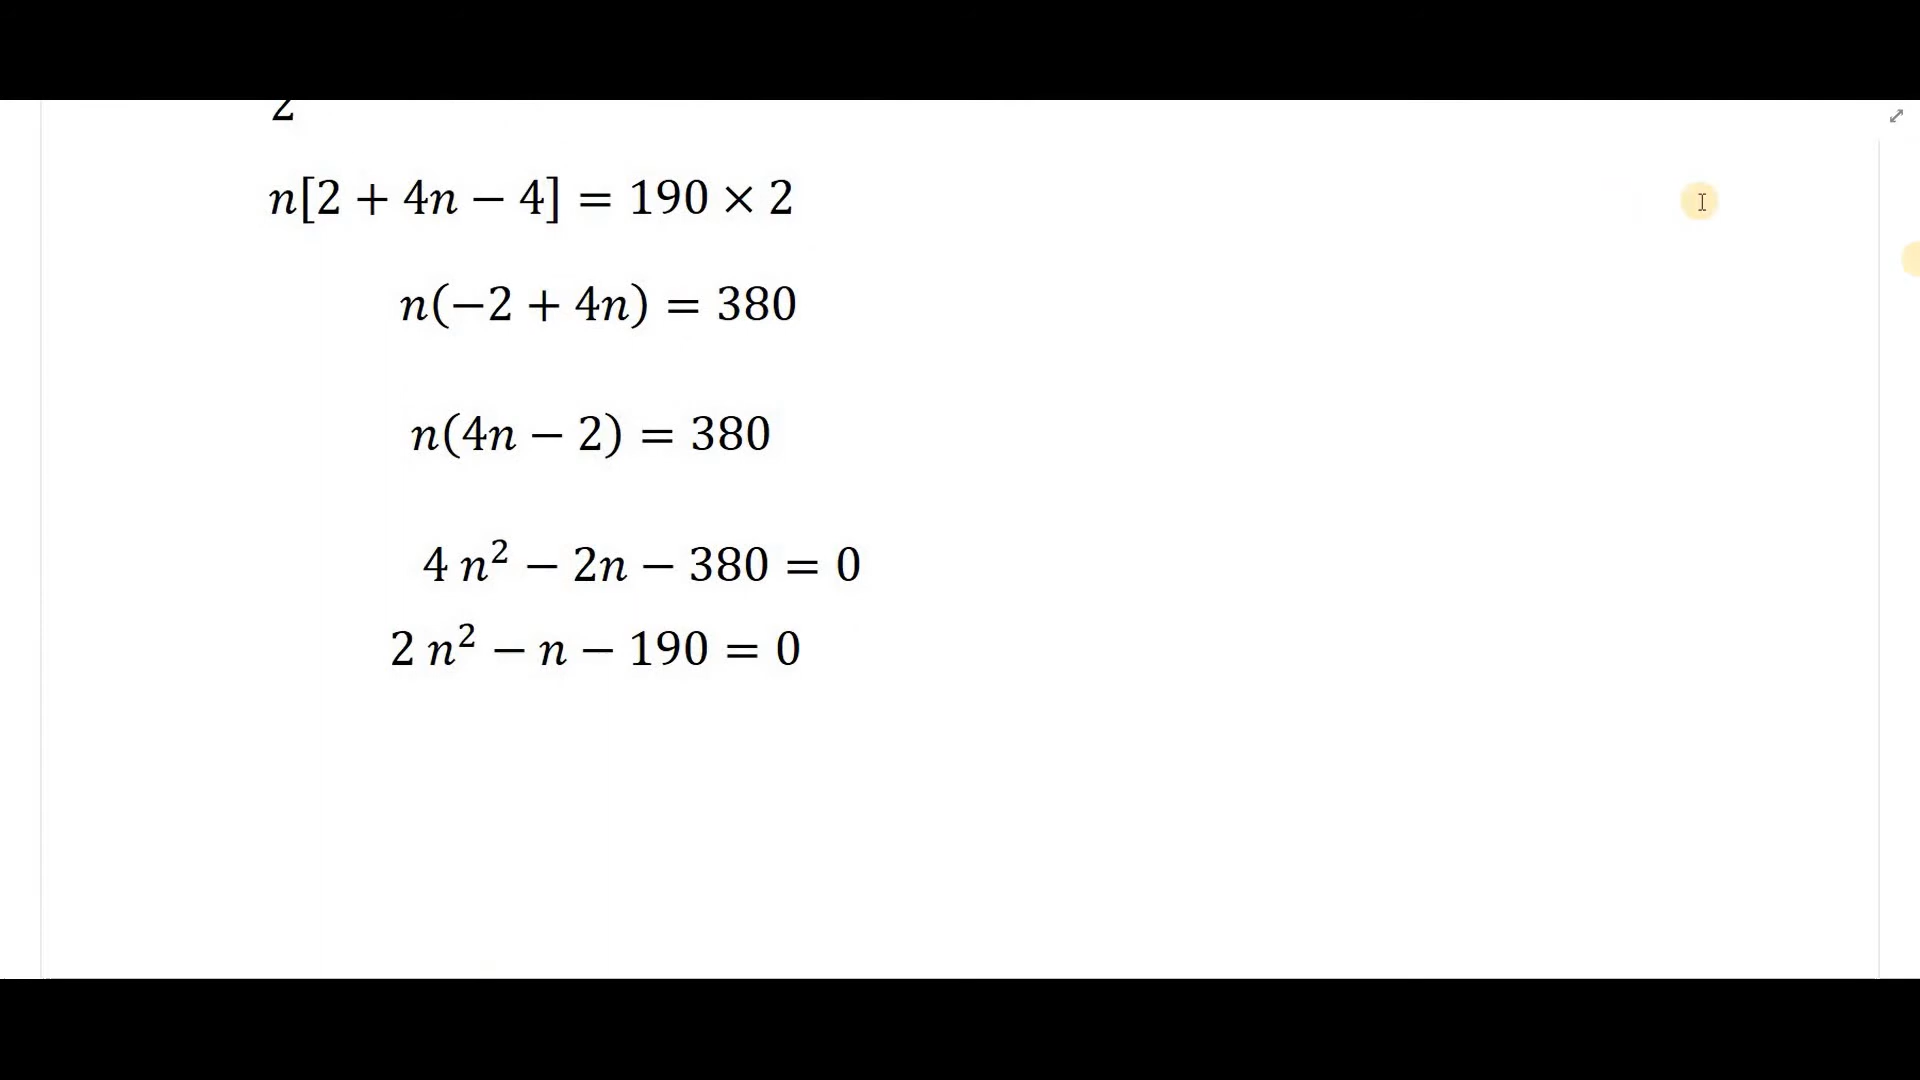 2
n[2 + 4n − 4] = 190 × 2
n(−2 + 4n) = 380
n(4n − 2) = 380
4 n² − 2n − 380 = 0
2 n² − n − 190 = 0